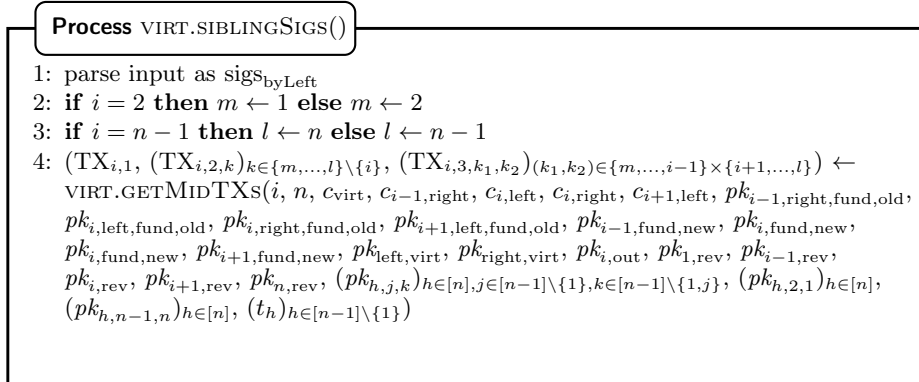 Process VIRT.SIBLINGSIGS()
1: parse input as sigs_byLeft
2: if i = 2 then m ← 1 else m ← 2
3: if i = n − 1 then l ← n else l ← n − 1
4: (TX_{i,1}, (TX_{i,2,k})_{k∈{m,...,l}\{i}}, (TX_{i,3,k_1,k_2})_{(k_1,k_2)∈{m,...,i−1}×{i+1,...,l}}) ←
VIRT.GETMIDTXS(i, n, c_virt, c_{i−1,right}, c_{i,left}, c_{i,right}, c_{i+1,left}, pk_{i−1,right,fund,old},
pk_{i,left,fund,old}, pk_{i,right,fund,old}, pk_{i+1,left,fund,old}, pk_{i−1,fund,new}, pk_{i,fund,new},
pk_{i,fund,new}, pk_{i+1,fund,new}, pk_{left,virt}, pk_{right,virt}, pk_{i,out}, pk_{1,rev}, pk_{i−1,rev},
pk_{i,rev}, pk_{i+1,rev}, pk_{n,rev}, (pk_{h,j,k})_{h∈[n],j∈[n−1]\{1},k∈[n−1]\{1,j}}, (pk_{h,2,1})_{h∈[n]},
(pk_{h,n−1,n})_{h∈[n]}, (t_h)_{h∈[n−1]\{1}})